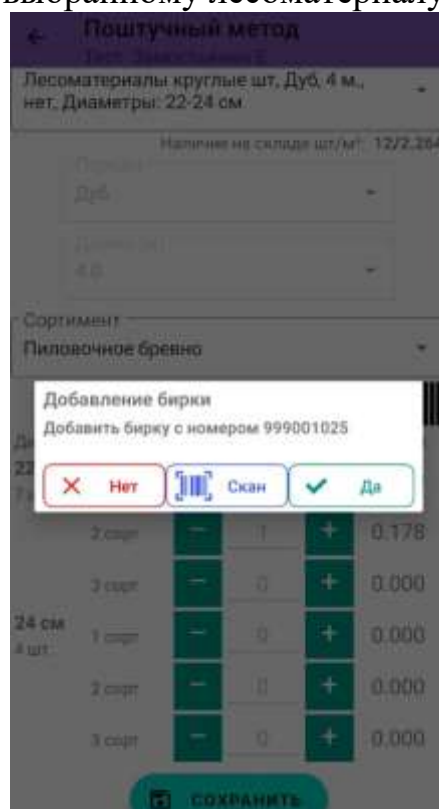 выбранному лесоматериалу
Поштучный метод
Лесоматериалы круглые шт, Дуб, 4 м.,
нет, Диаметры: 22-24 см
Наличие на складе шт/м³: 12/2.264
Дуб
4.0
Сортимент
Пиловочное бревно
Добавление бирки
Добавить бирку с номером 999001025
Нет Скан Да
2 сорт 1 0.178
3 сорт 0 0.000
24 см 1 сорт 0 0.000
4 шт
2 сорт 0 0.000
3 сорт 0 0.000
СОХРАНИТЬ